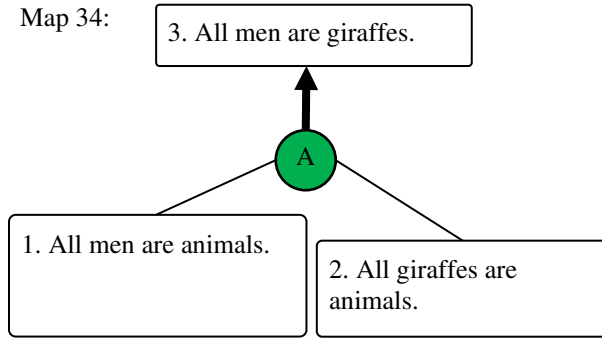 Map 34:
3. All men are giraffes.
A
1. All men are animals.
2. All giraffes are
animals.